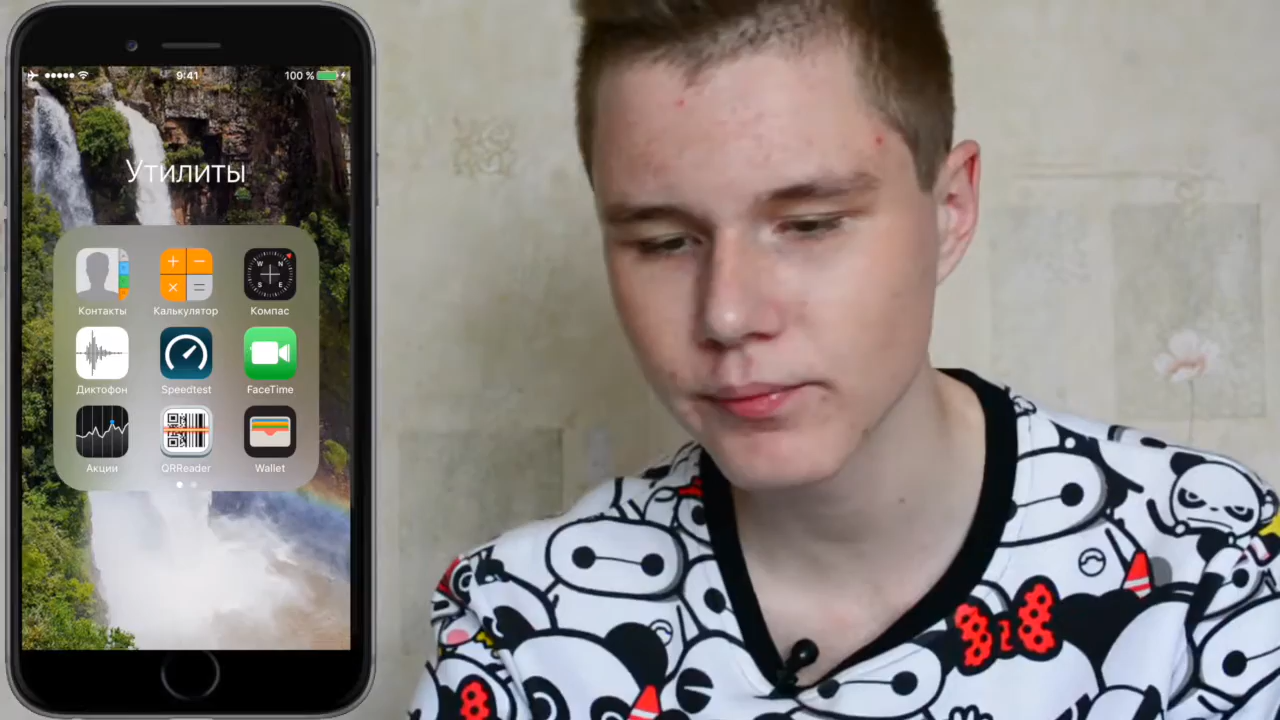 9:41
100 %
Утилиты
Контакты
Калькулятор
Компас
Диктофон
Speedtest
FaceTime
Акции
QRReader
Wallet